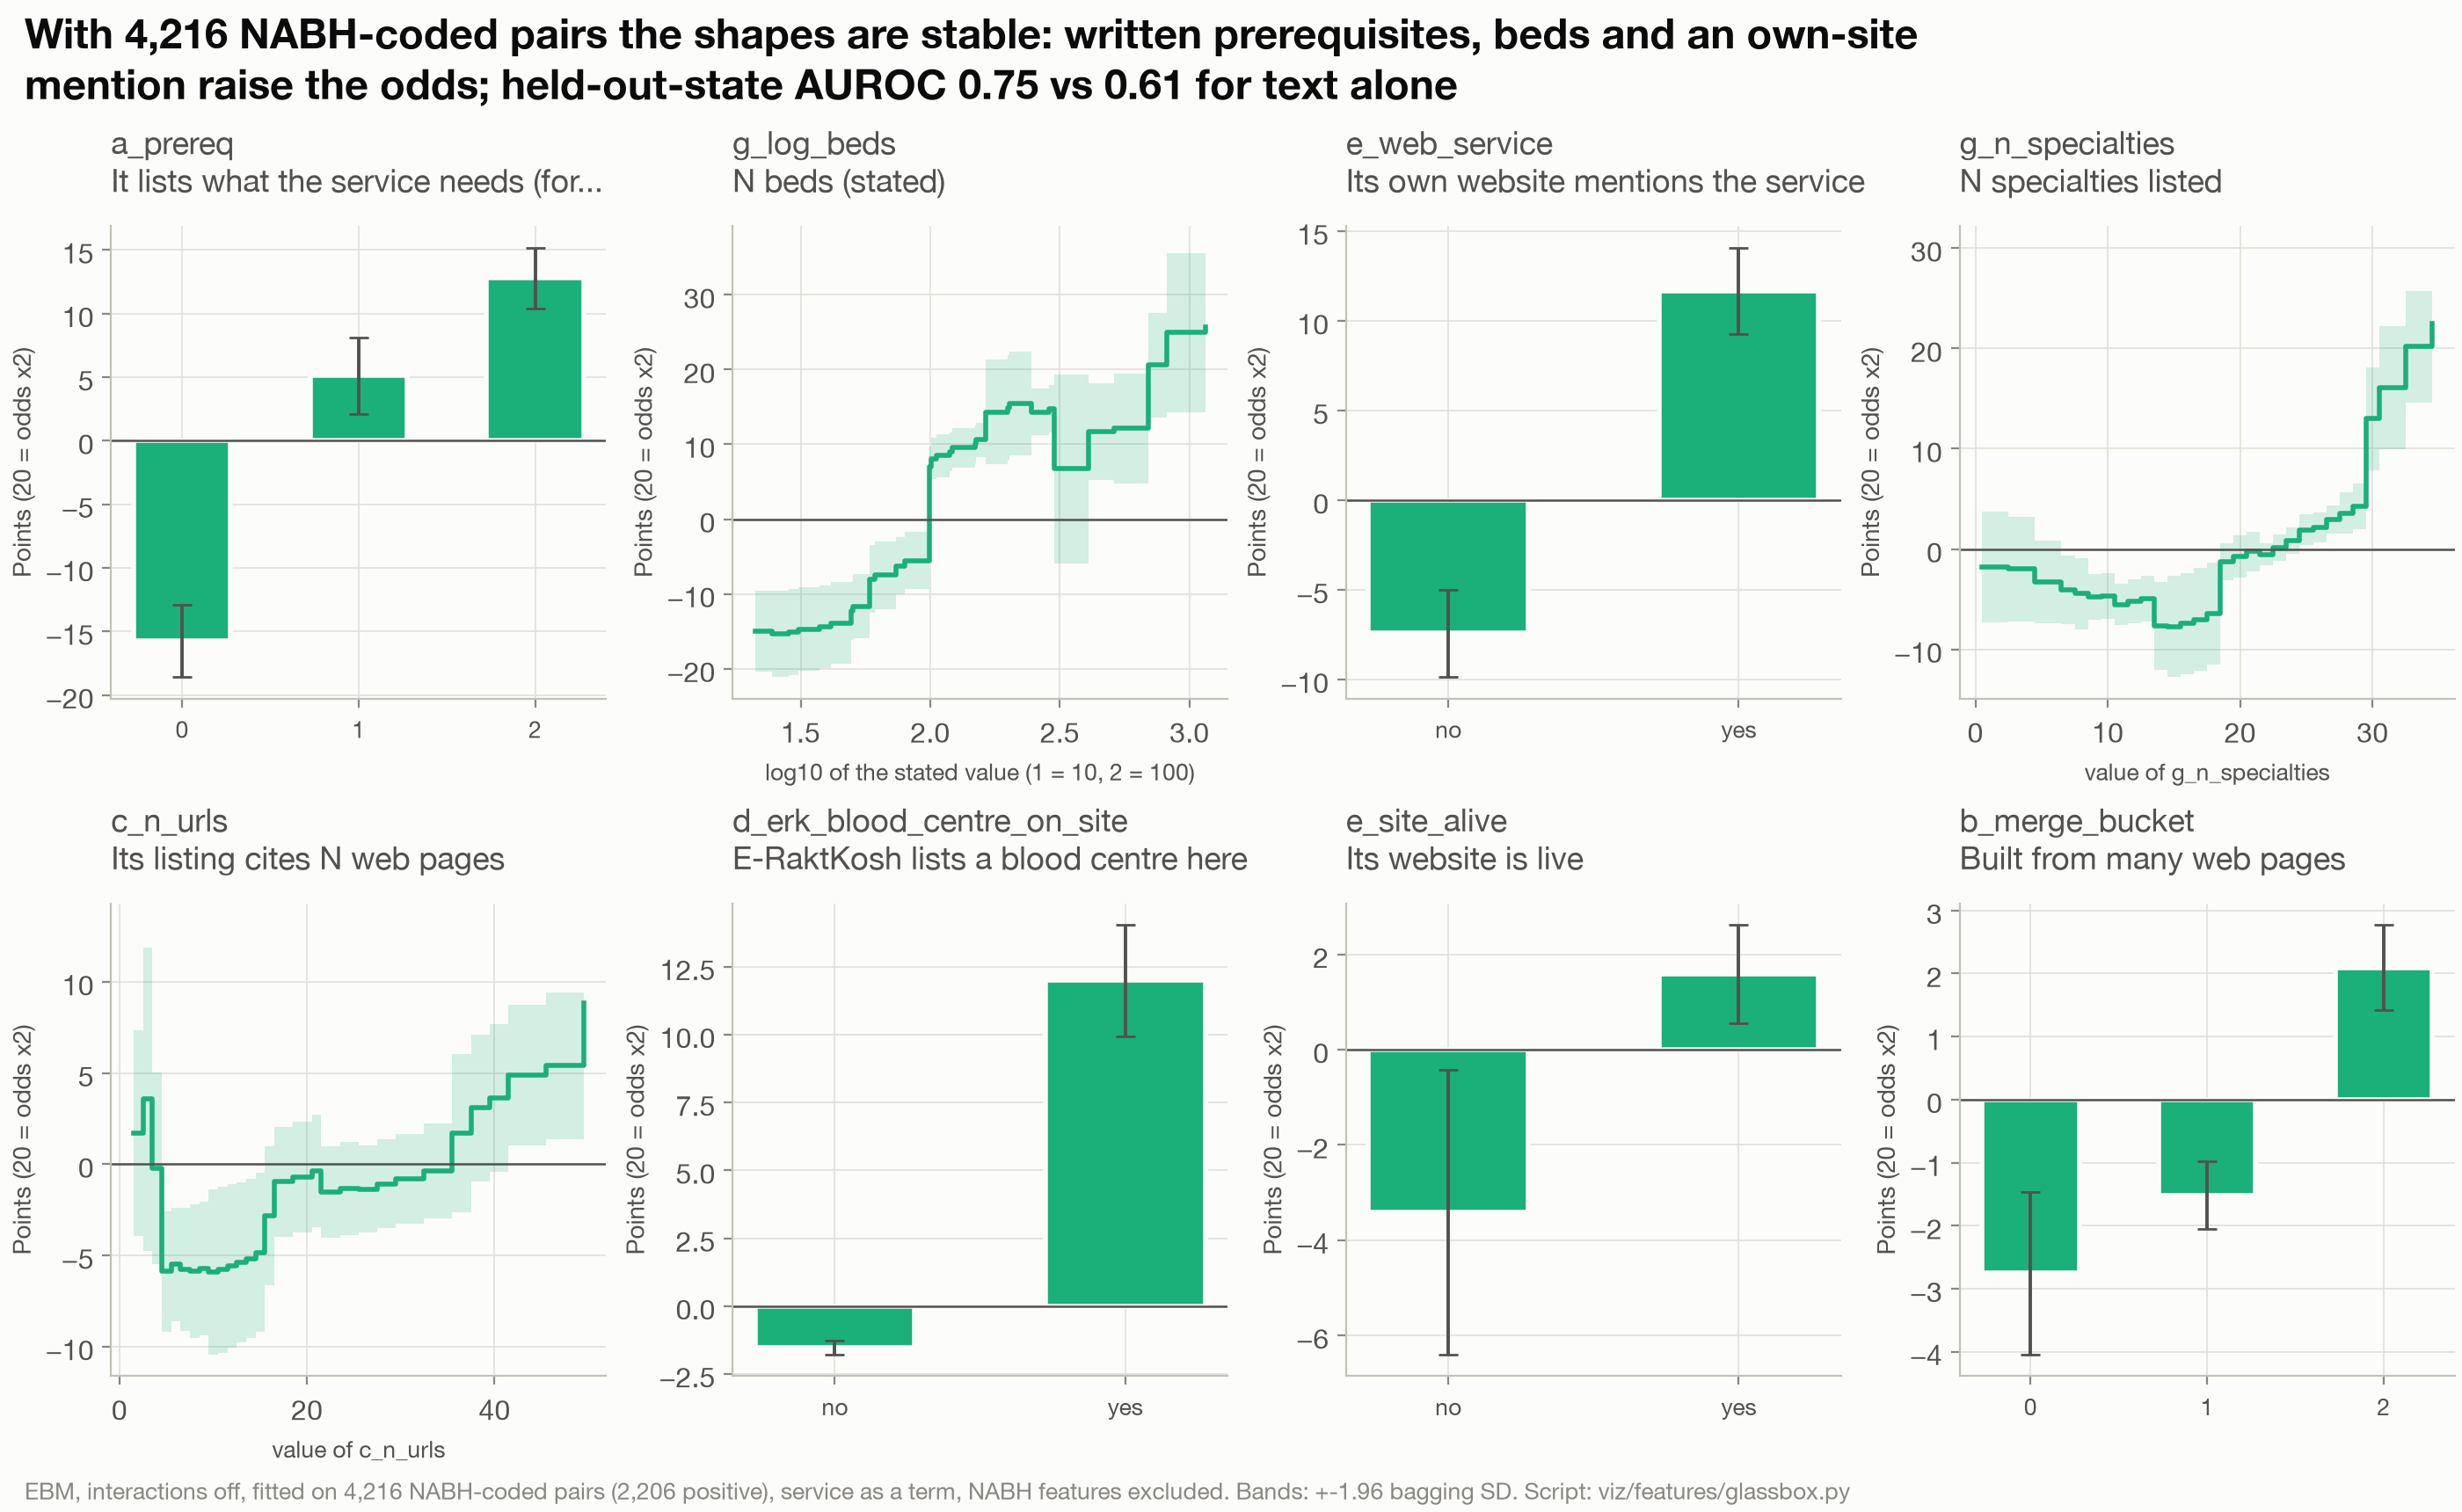 With 4,216 NABH-coded pairs the shapes are stable: written prerequisites, beds and an own-site
mention raise the odds; held-out-state AUROC 0.75 vs 0.61 for text alone
a_prereq
It lists what the service needs (for...
Points (20 = odds x2)
15
10
5
0
−5
−10
−15
−20
0
1
2
g_log_beds
N beds (stated)
Points (20 = odds x2)
30
20
10
0
−10
−20
1.5
2.0
2.5
3.0
log10 of the stated value (1 = 10, 2 = 100)
e_web_service
Its own website mentions the service
Points (20 = odds x2)
15
10
5
0
−5
−10
no
yes
g_n_specialties
N specialties listed
Points (20 = odds x2)
30
20
10
0
−10
0
10
20
30
value of g_n_specialties
c_n_urls
Its listing cites N web pages
Points (20 = odds x2)
10
5
0
−5
−10
0
20
40
value of c_n_urls
d_erk_blood_centre_on_site
E-RaktKosh lists a blood centre here
Points (20 = odds x2)
12.5
10.0
7.5
5.0
2.5
0.0
−2.5
no
yes
e_site_alive
Its website is live
Points (20 = odds x2)
2
0
−2
−4
−6
no
yes
b_merge_bucket
Built from many web pages
Points (20 = odds x2)
3
2
1
0
−1
−2
−3
−4
0
1
2
EBM, interactions off, fitted on 4,216 NABH-coded pairs (2,206 positive), service as a term, NABH features excluded. Bands: +-1.96 bagging SD. Script: viz/features/glassbox.py